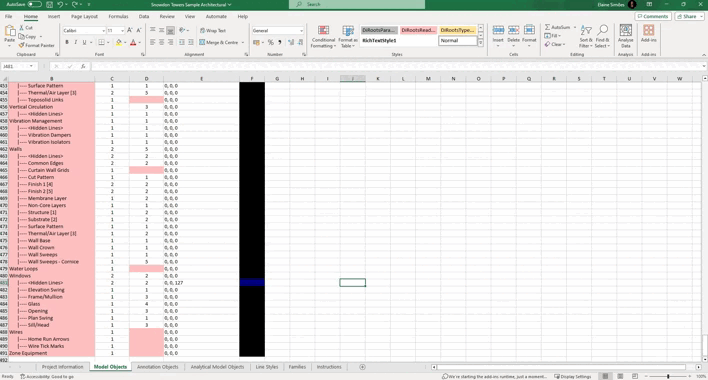 AutoSave Off Snowdon Towers Sample Architectural Search Elaine Simões
File Home Insert Page Layout Formulas Data Review View Automate Help Comments Share
Paste Cut Copy Format Painter Calibri 11 Wrap Text Merge & Centre General Conditional Formatting Format as Table DiRootsPara... DiRootsRead... DiRootsType... RichTextStyle1 Normal Insert Delete Format AutoSum Fill Clear Sort & Filter Find & Select Analyse Data Add-ins
Clipboard Font Alignment Number Styles Cells Editing Analysis Add-ins
J481
B C D E F G H I J K L M N O P Q R S T U V W
453 |---- Surface Pattern 1 1 0, 0, 0
454 |---- Thermal/Air Layer [3] 2 5 0, 0, 0
455 |---- Toposolid Links 1 0, 0, 0
456 Vertical Circulation 1 3 0, 0, 0
457 |---- <Hidden Lines> 1 1 0, 0, 0
458 Vibration Management 1 1 0, 0, 0
459 |---- <Hidden Lines> 1 1 0, 0, 0
460 |---- Vibration Dampers 1 1 0, 0, 0
461 |---- Vibration Isolators 1 1 0, 0, 0
462 Walls 2 5 0, 0, 0
463 |---- <Hidden Lines> 2 2 0, 0, 0
464 |---- Common Edges 2 2 0, 0, 0
465 |---- Curtain Wall Grids 1 0, 0, 0
466 |---- Cut Pattern 1 1 0, 0, 0
467 |---- Finish 1 [4] 2 2 0, 0, 0
468 |---- Finish 2 [5] 2 2 0, 0, 0
469 |---- Membrane Layer 1 2 0, 0, 0
470 |---- Non-Core Layers 1 1 0, 0, 0
471 |---- Structure [1] 1 2 0, 0, 0
472 |---- Substrate [2] 1 2 0, 0, 0
473 |---- Surface Pattern 1 1 0, 0, 0
474 |---- Thermal/Air Layer [3] 1 2 0, 0, 0
475 |---- Wall Base 1 1 0, 0, 0
476 |---- Wall Crown 1 1 0, 0, 0
477 |---- Wall Sweeps 1 1 0, 0, 0
478 |---- Wall Sweeps - Cornice 1 5 0, 0, 0
479 Water Loops 1 0, 0, 0
480 Windows 2 2 0, 0, 0
481 |---- <Hidden Lines> 2 2 0, 0, 127
482 |---- Elevation Swing 1 1 0, 0, 0
483 |---- Frame/Mullion 1 3 0, 0, 0
484 |---- Glass 1 4 0, 0, 0
485 |---- Opening 1 3 0, 0, 0
486 |---- Plan Swing 1 1 0, 0, 0
487 |---- Sill/Head 1 3 0, 0, 0
488 Wires 1 0, 0, 0
489 |---- Home Run Arrows 1 0, 0, 0
490 |---- Wire Tick Marks 1 0, 0, 0
491 Zone Equipment 1 0, 0, 0
492
Project Information Model Objects Annotation Objects Analytical Model Objects Line Styles Families Instructions
Points Accessibility: Good to go We're starting the add-ins runtime, just a moment... Display Settings 100%